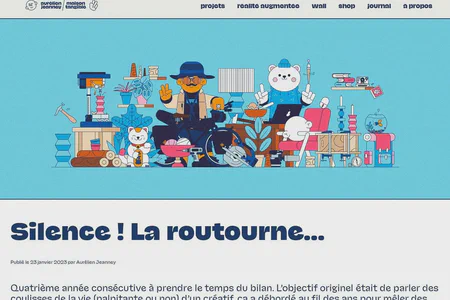 aurélien jeanney maison tangible
projets réalité augmentée wall shop journal à propos
Silence ! La routourne...
Publié le 23 janvier 2023 par Aurélien Jeanney
Quatrième année consécutive à prendre le temps du bilan. L'objectif originel était de parler des
coulisses de la vie (palpitante ou non) d'un créatif, ça a débordé au fil des ans pour mêler des